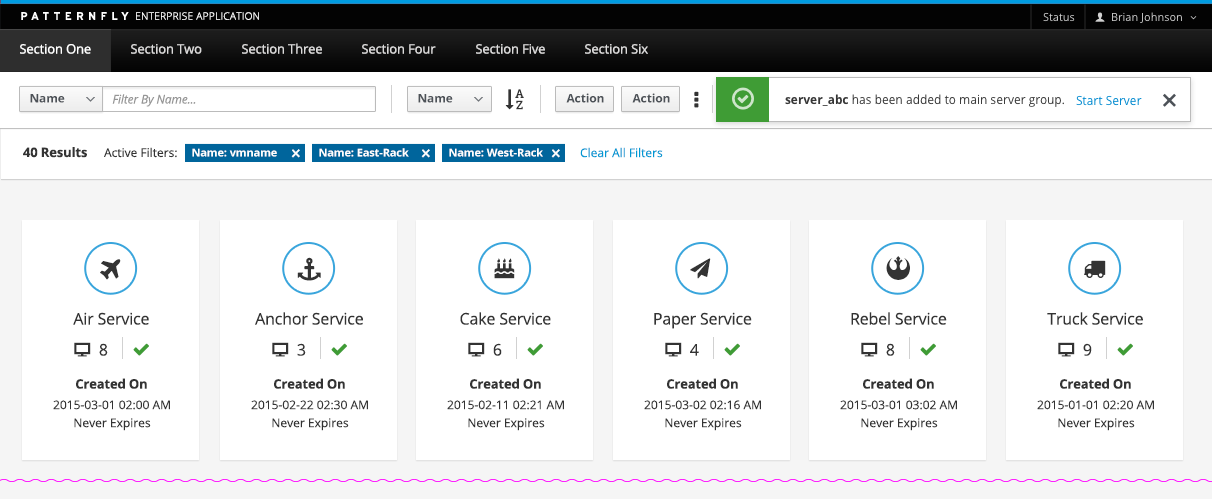 PATTERNFLY ENTERPRISE APPLICATION
Status
Brian Johnson
Section One Section Two Section Three Section Four Section Five Section Six
Name Filter By Name... Name A Z Action Action
server_abc has been added to main server group. Start Server
40 Results Active Filters: Name: vmname Name: East-Rack Name: West-Rack Clear All Filters
Air Service
8
Created On
2015-03-01 02:00 AM
Never Expires
Anchor Service
3
Created On
2015-02-22 02:30 AM
Never Expires
Cake Service
6
Created On
2015-02-11 02:21 AM
Never Expires
Paper Service
4
Created On
2015-03-02 02:16 AM
Never Expires
Rebel Service
8
Created On
2015-03-01 03:02 AM
Never Expires
Truck Service
9
Created On
2015-01-01 02:20 AM
Never Expires